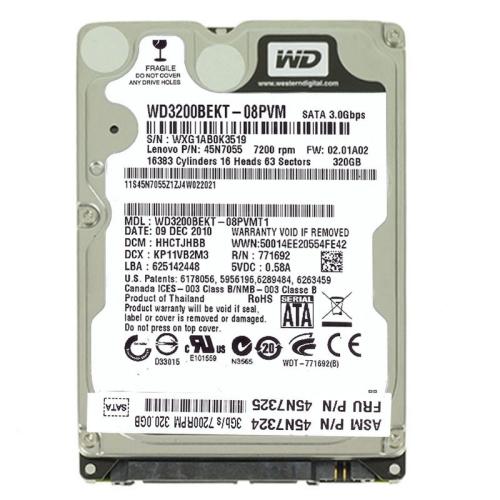 FRAGILE
DO NOT COVER
ANY DRIVE HOLES
WD
www.westerndigital.com
WD3200BEKT-08PVM SATA 3.0Gbps
S/N : WXG1AB0K3519
Lenovo P/N: 45N7055 7200 rpm FW: 02.01A02
16383 Cylinders 16 Heads 63 Sectors 320GB
11S45N7055Z1ZJ4W022021
MDL : WD3200BEKT-08PVMT1
DATE: 09 DEC 2010 WARRANTY VOID IF REMOVED
DCM : HHCTJHBB WWN:50014EE20554FE42
DCX : KP11VB2M3 R/N : 771692
LBA : 625142448 5VDC : 0.58A
U.S. Patents: 6178056, 5956196,6289484, 6263459
Canada ICES-003 Class B/NMB-003 Classe B
Product of Thailand RoHS
Product warranty will be void if any seal,
label or cover is removed or damaged.
Do not press on top cover.
SERIAL
ATA
D33015 E101559 N3565 20 WDT-771692(B)
ASM P/N 45N7324
FRU P/N 45N7325
3Gb/s 7200RPM 320.0GB
SATA